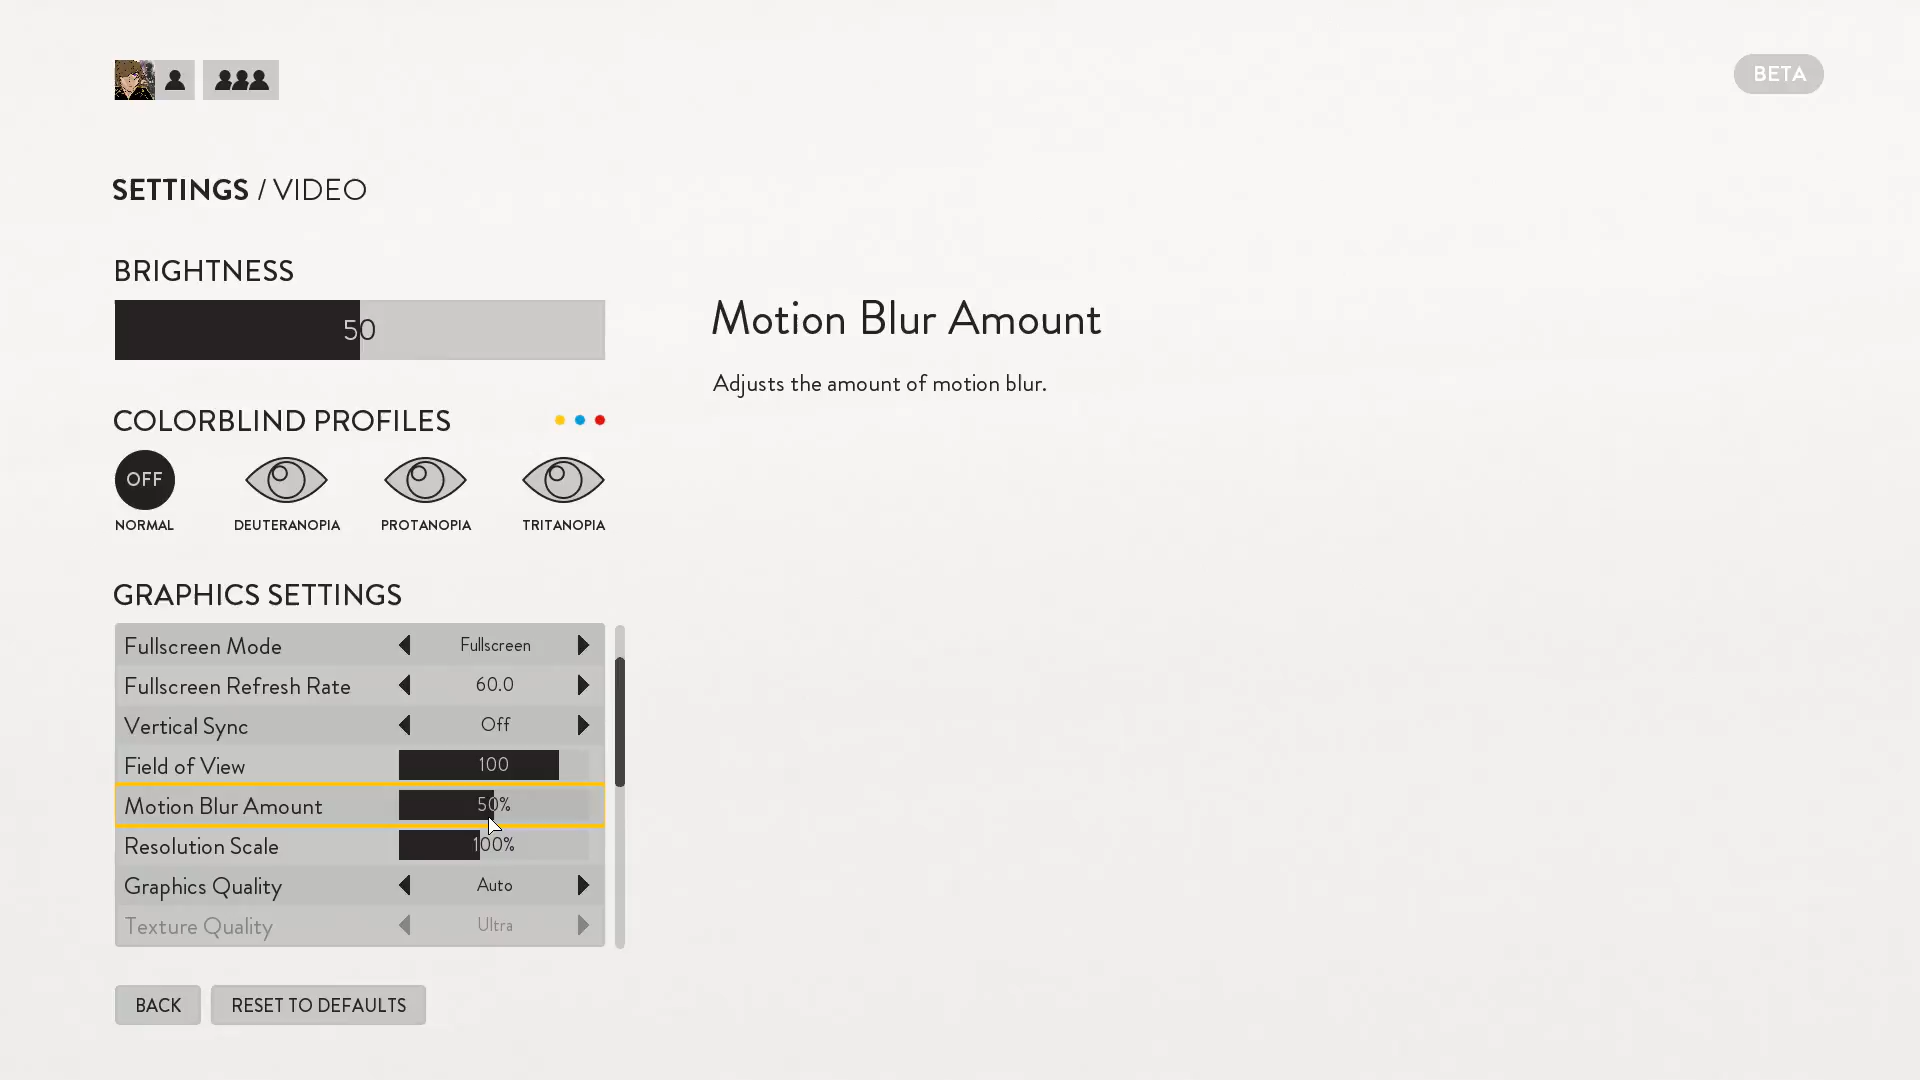 BETA
SETTINGS / VIDEO
BRIGHTNESS
50
Motion Blur Amount
Adjusts the amount of motion blur.
COLORBLIND PROFILES
OFF
NORMAL DEUTERANOPIA PROTANOPIA TRITANOPIA
GRAPHICS SETTINGS
Fullscreen Mode Fullscreen
Fullscreen Refresh Rate 60.0
Vertical Sync Off
Field of View 100
Motion Blur Amount 50%
Resolution Scale 100%
Graphics Quality Auto
Texture Quality Ultra
BACK RESET TO DEFAULTS